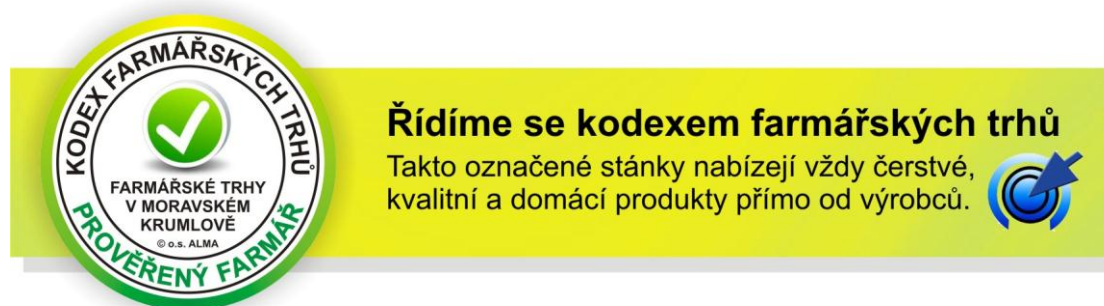 KODEX FARMÁŘSKÝCH TRHŮ
FARMÁŘSKÉ TRHY
V MORAVSKÉM
KRUMLOVĚ
© o.s. ALMA
PROVĚŘENÝ FARMÁŘ
Řídíme se kodexem farmářských trhů
Takto označené stánky nabízejí vždy čerstvé,
kvalitní a domácí produkty přímo od výrobců.